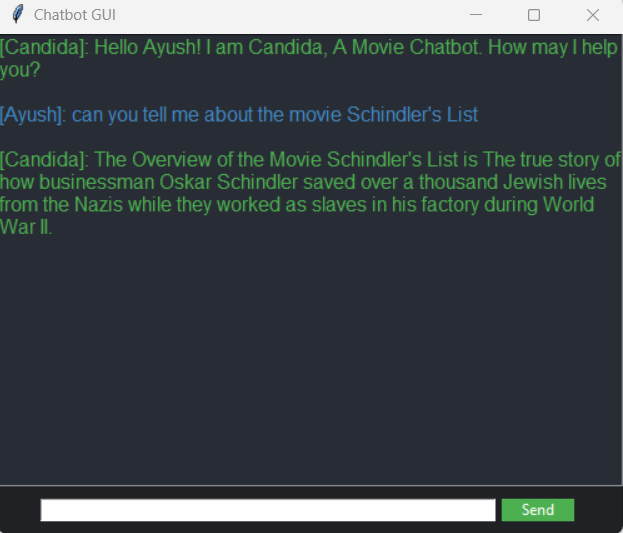 Chatbot GUI
[Candida]: Hello Ayush! I am Candida, A Movie Chatbot. How may I help
you?
[Ayush]: can you tell me about the movie Schindler's List
[Candida]: The Overview of the Movie Schindler's List is The true story of
how businessman Oskar Schindler saved over a thousand Jewish lives
from the Nazis while they worked as slaves in his factory during World
War II.
Send